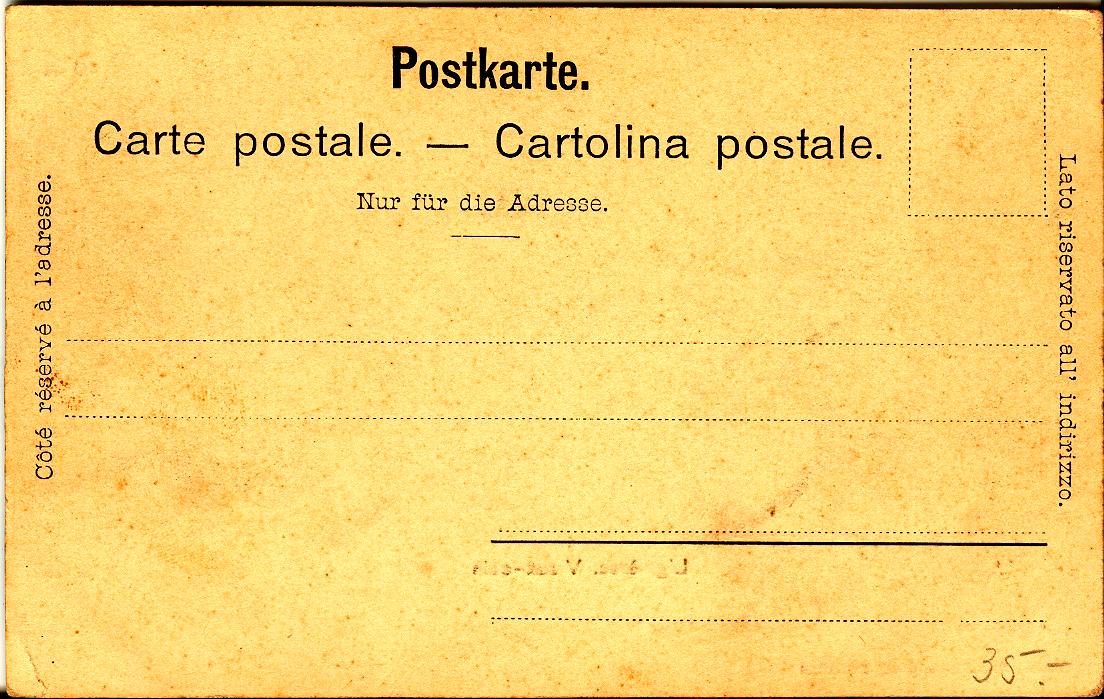 Postkarte.
Carte postale. — Cartolina postale.
Nur für die Adresse.
Côté réservé à l'adresse.
Lato riservato all' indirizzo.
35.-